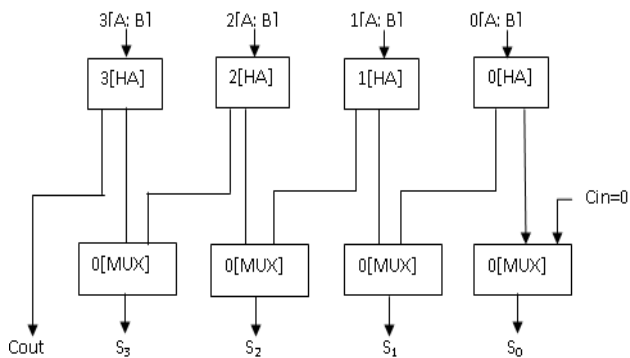 3[A: B] 2[A: B] 1[A: B] 0[A: B]
3[HA] 2[HA] 1[HA] 0[HA]
Cin=0
0[MUX] 0[MUX] 0[MUX] 0[MUX]
Cout S₃ S₂ S₁ S₀